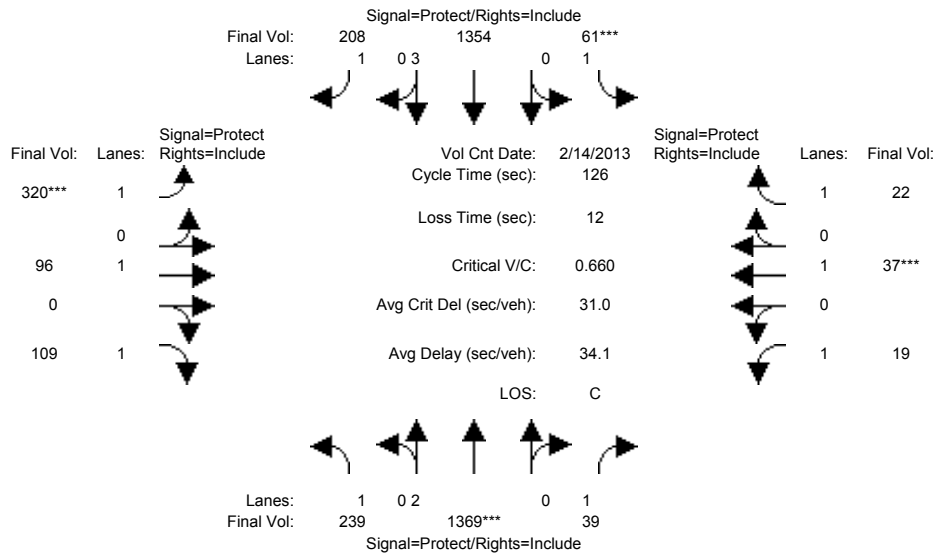 Signal=Protect/Rights=Include
Final Vol: 208 1354 61***
Lanes: 1 0 3 0 1
Signal=Protect Signal=Protect
Final Vol: Lanes: Rights=Include Vol Cnt Date: 2/14/2013 Rights=Include Lanes: Final Vol:
Cycle Time (sec): 126
320*** 1 1 22
Loss Time (sec): 12
0 0
96 1 Critical V/C: 0.660 1 37***
0 Avg Crit Del (sec/veh): 31.0 0
0
109 1 Avg Delay (sec/veh): 34.1 1 19
LOS: C
Lanes: 1 0 2 0 1
Final Vol: 239 1369*** 39
Signal=Protect/Rights=Include